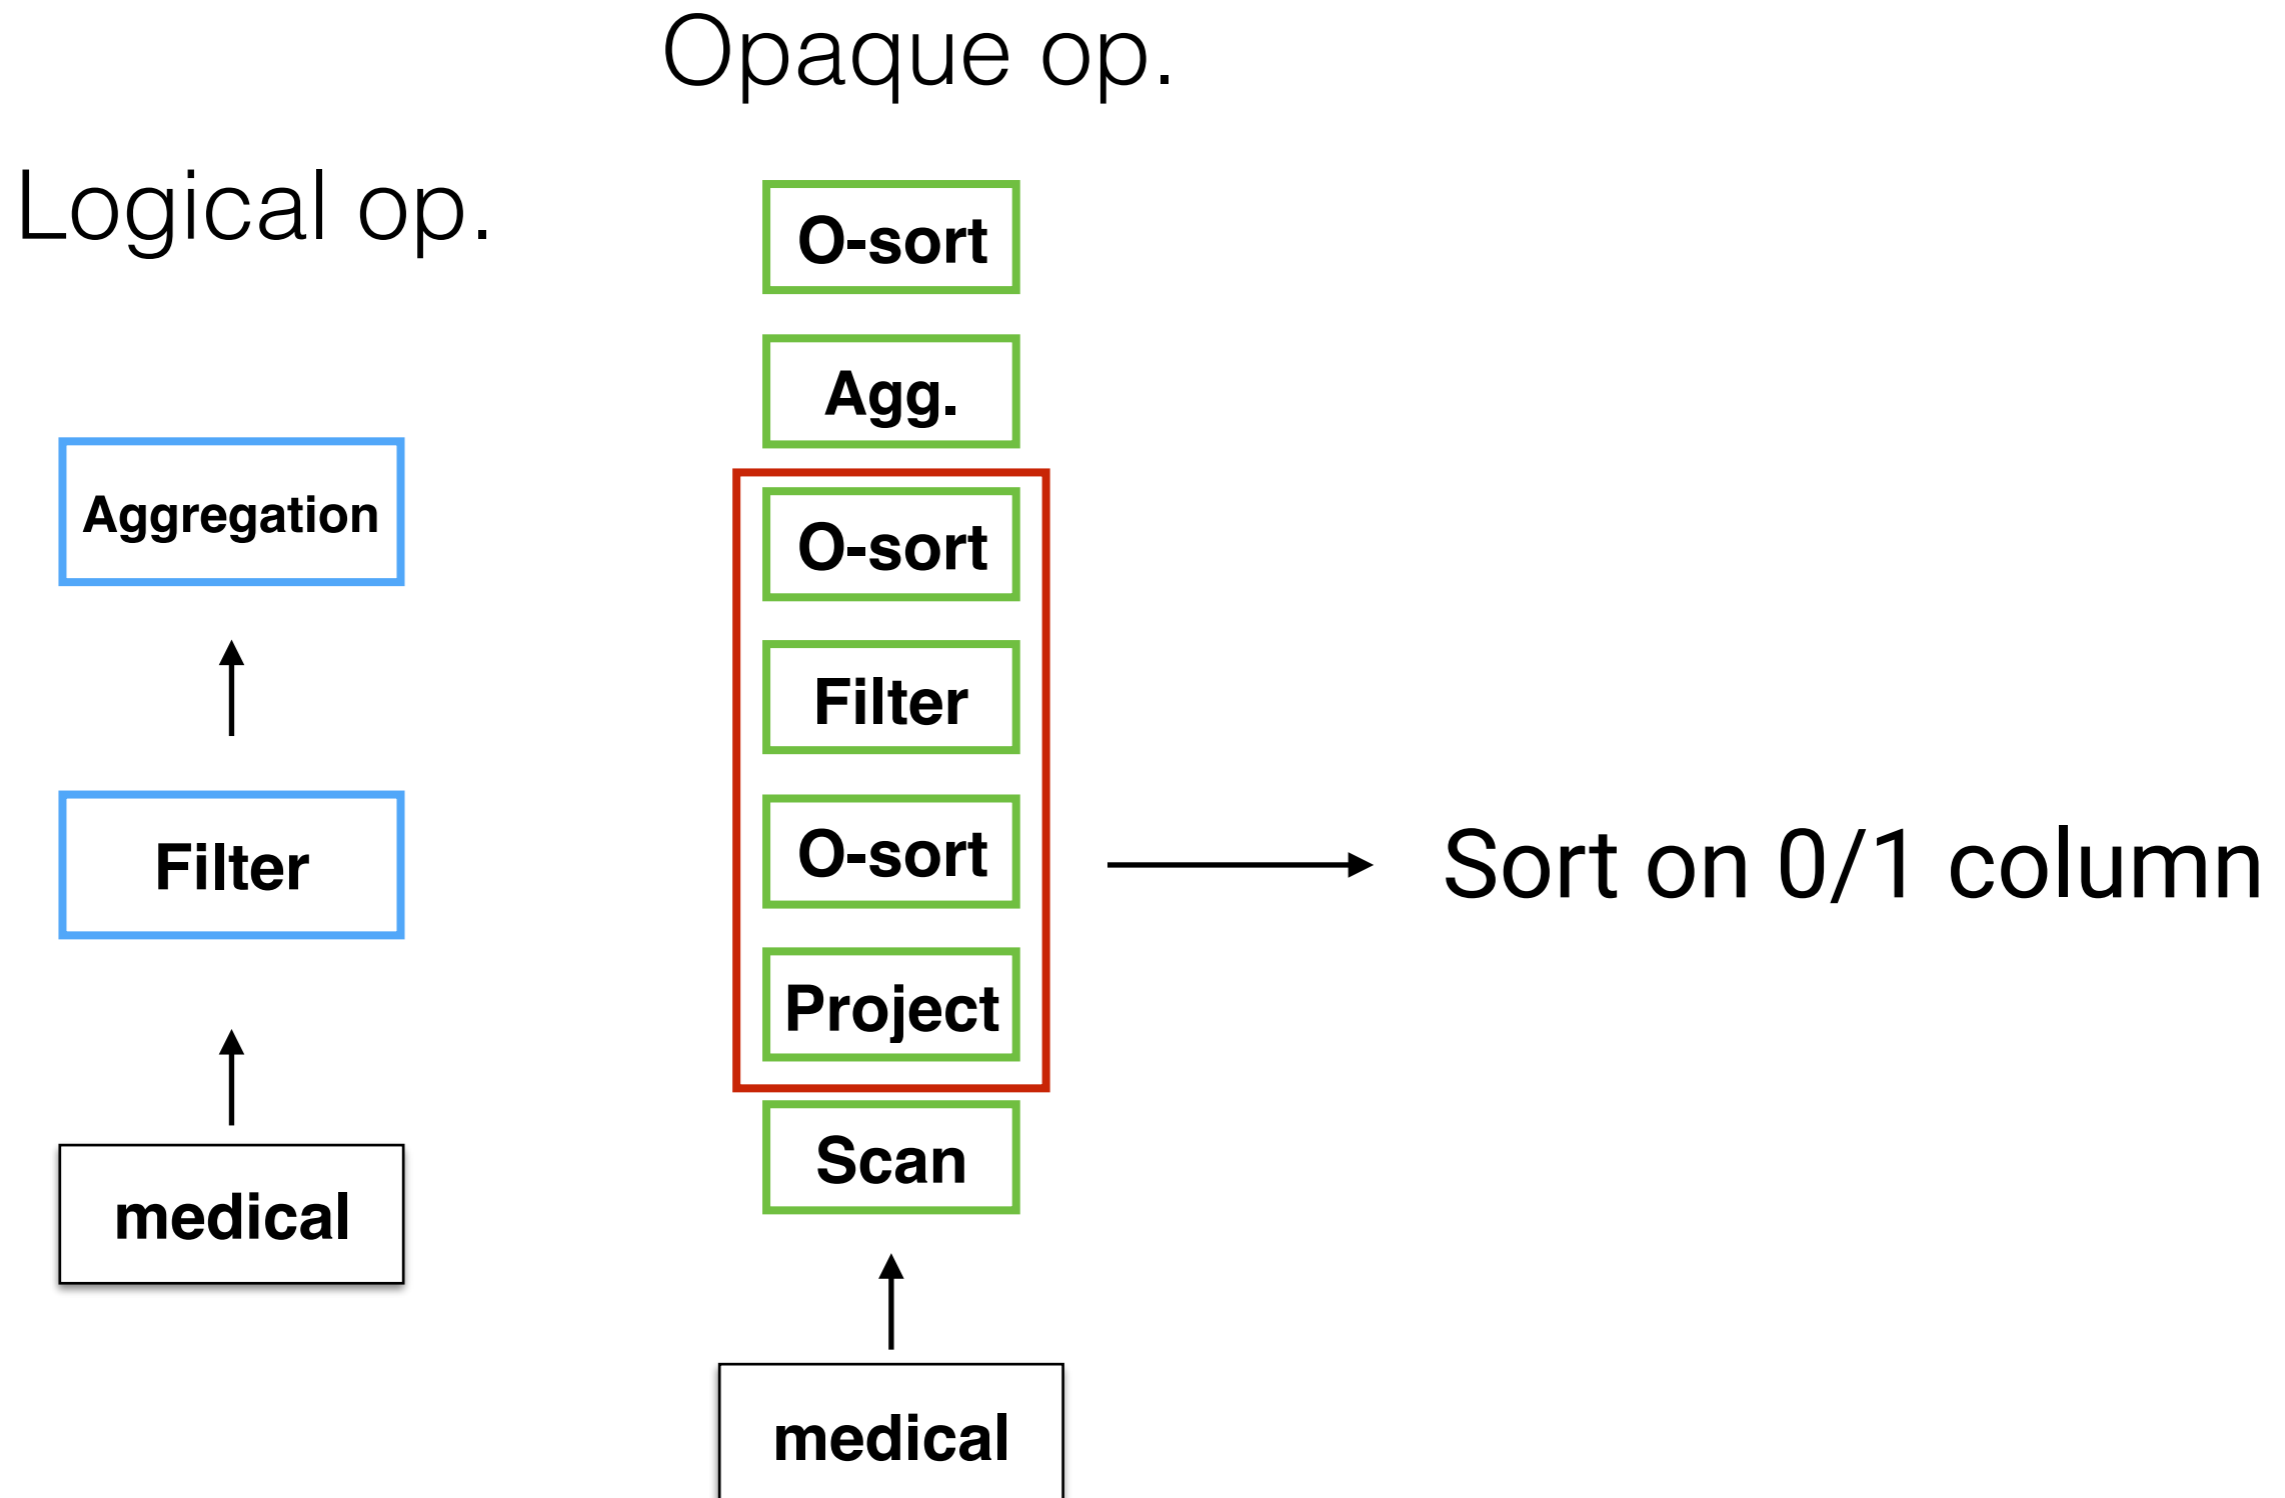 Opaque op.
Logical op.
O-sort
Agg.
Aggregation
O-sort
Filter
Filter
O-sort
Sort on 0/1 column
Project
Scan
medical
medical